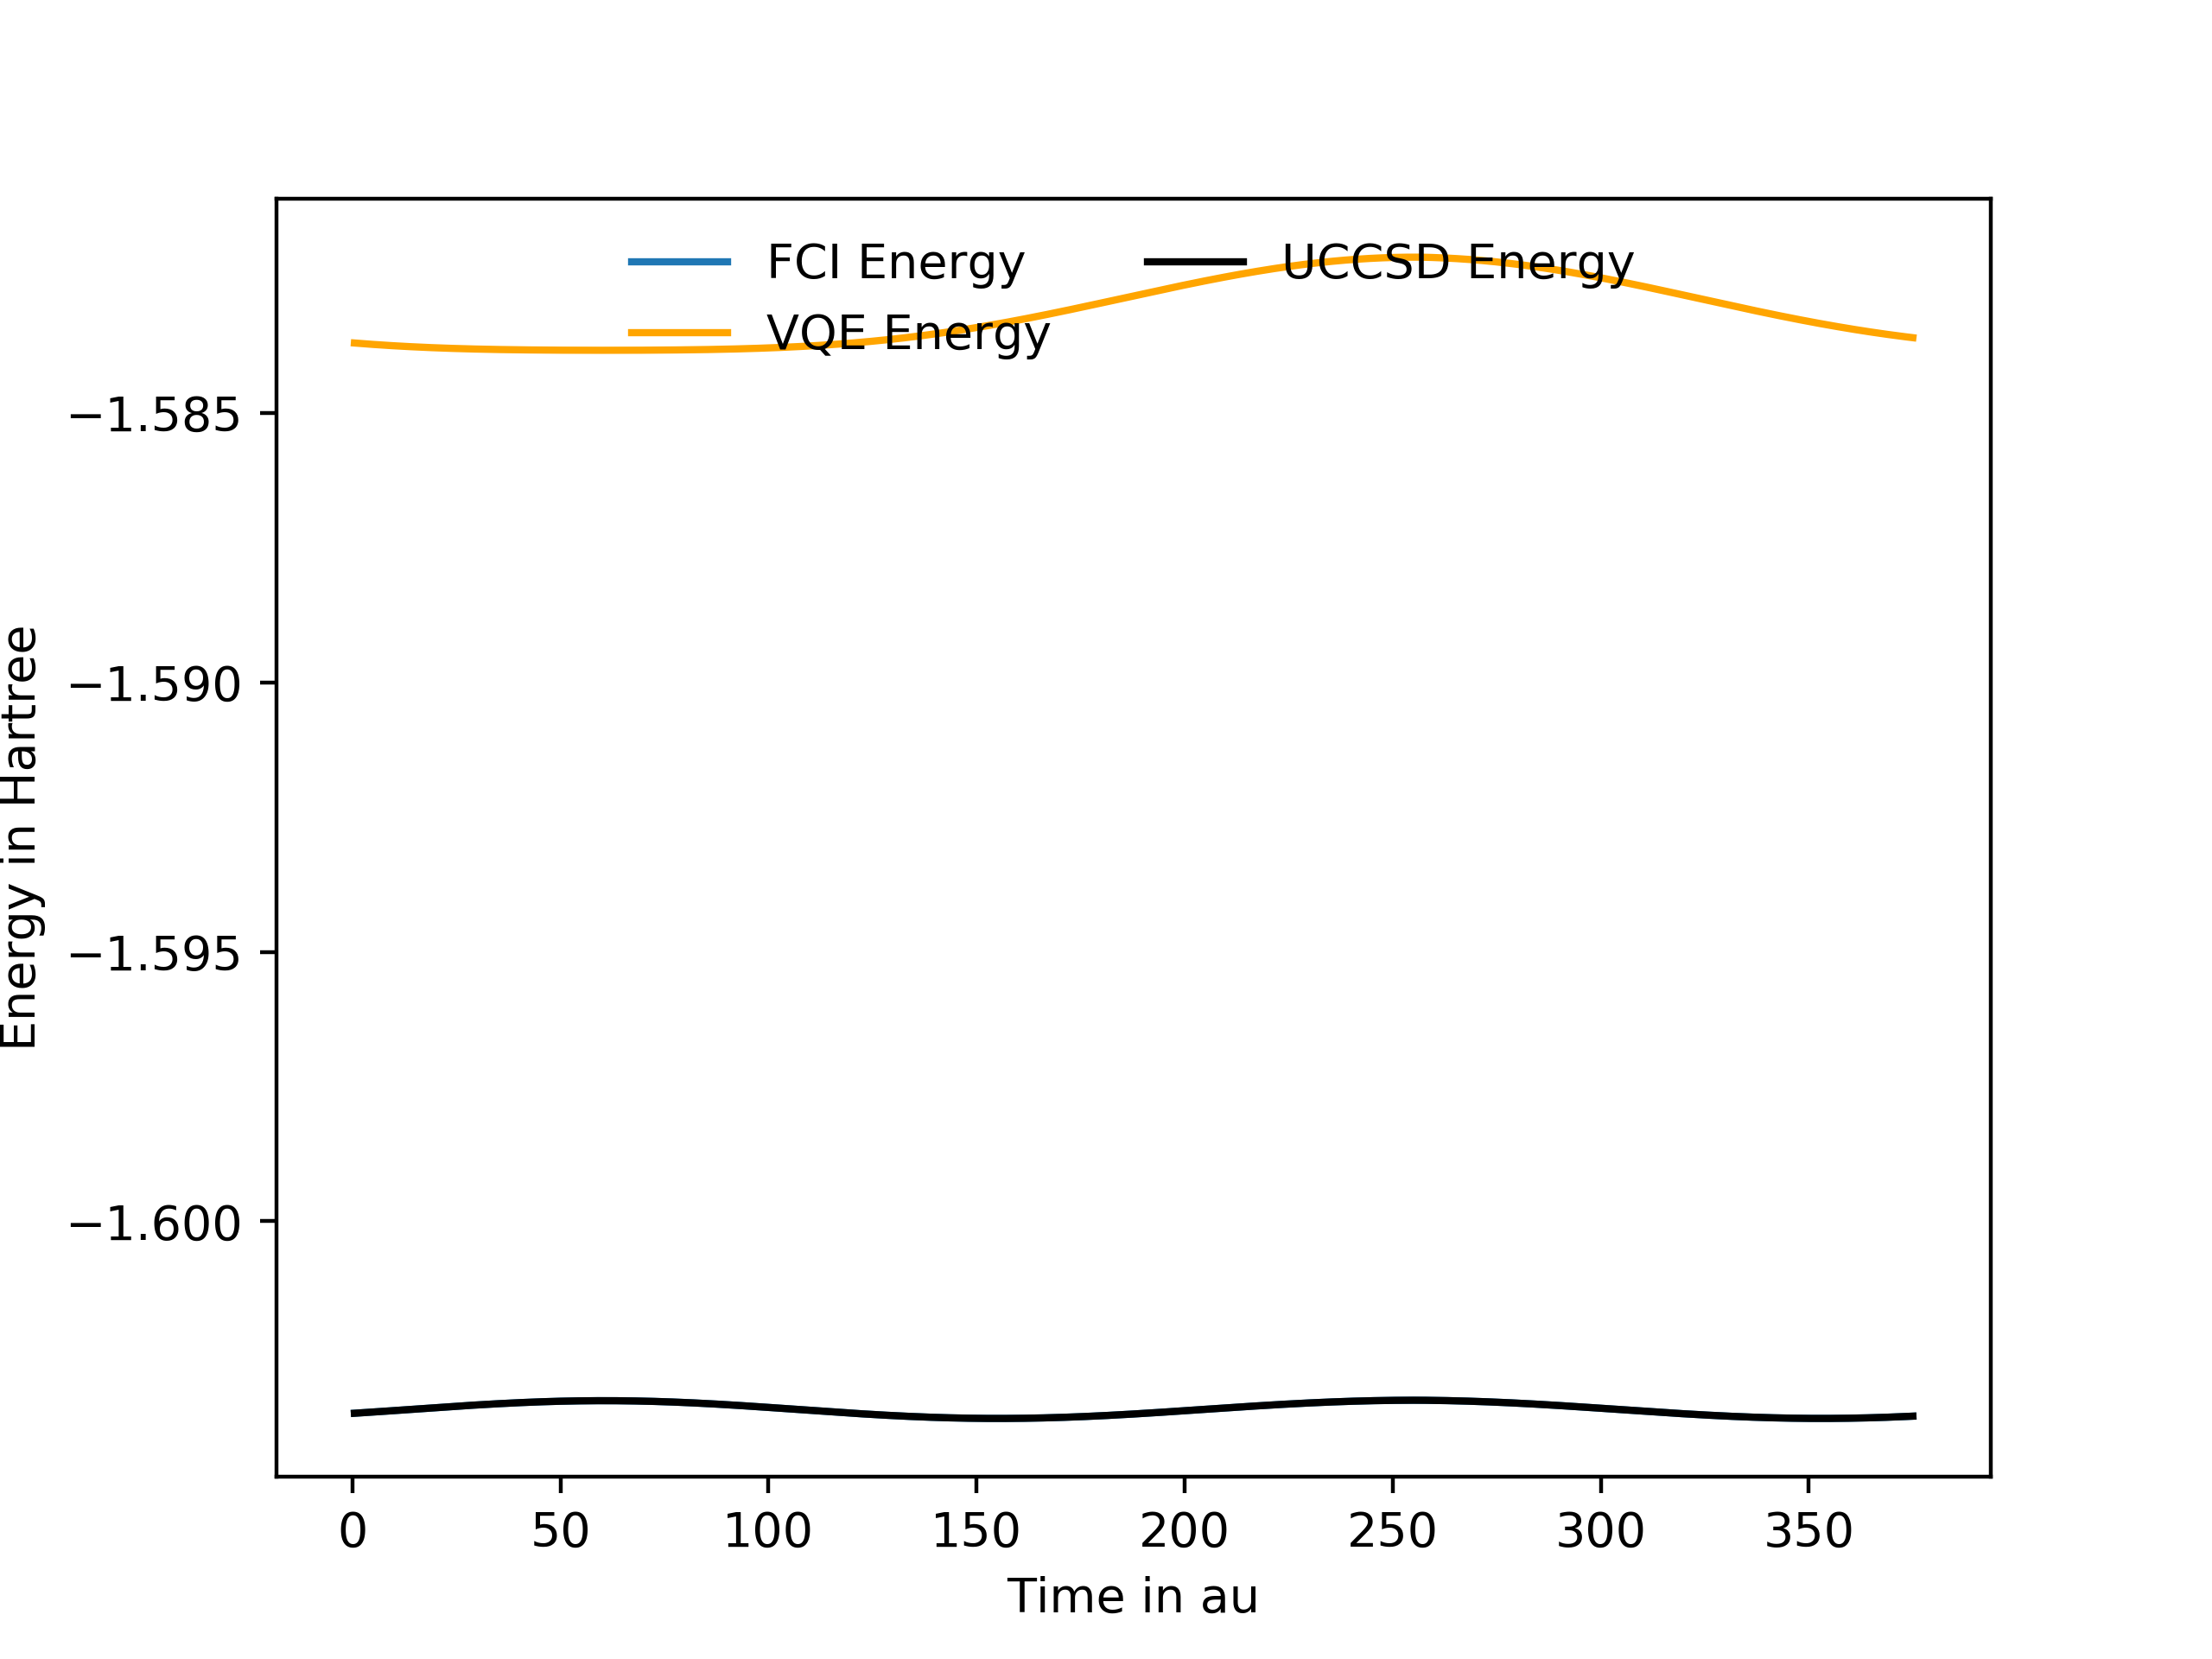 FCI Energy
VQE Energy
UCCSD Energy
−1.585
−1.590
−1.595
−1.600
Energy in Hartree
0 50 100 150 200 250 300 350
Time in au